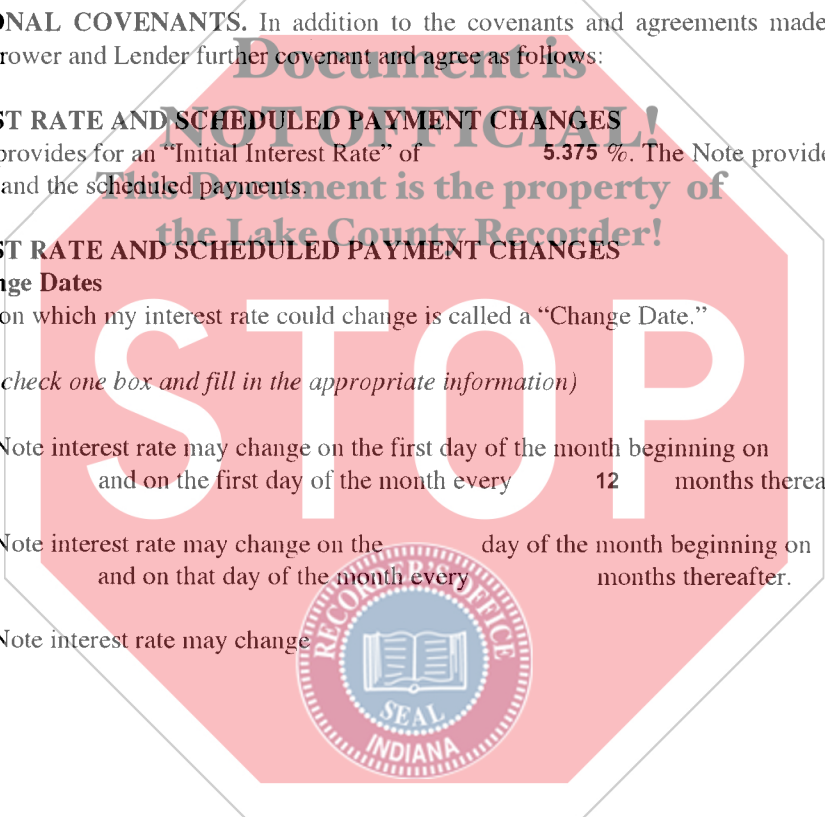 ONAL COVENANTS. In addition to the covenants and agreements made
rower and Lender further covenant and agree as follows:
Document is
NOT OFFICIAL!
This Document is the property of
the Lake County Recorder!
ST RATE AND SCHEDULED PAYMENT CHANGES
provides for an “Initial Interest Rate” of 5.375 %. The Note provide
and the scheduled payments.
ST RATE AND SCHEDULED PAYMENT CHANGES
nge Dates
on which my interest rate could change is called a “Change Date.”
check one box and fill in the appropriate information)
STOP
Note interest rate may change on the first day of the month beginning on
and on the first day of the month every 12 months therea
Note interest rate may change on the day of the month beginning on
and on that day of the month every months thereafter.
Note interest rate may change
RECORDER'S OFFICE
SEAL
INDIANA